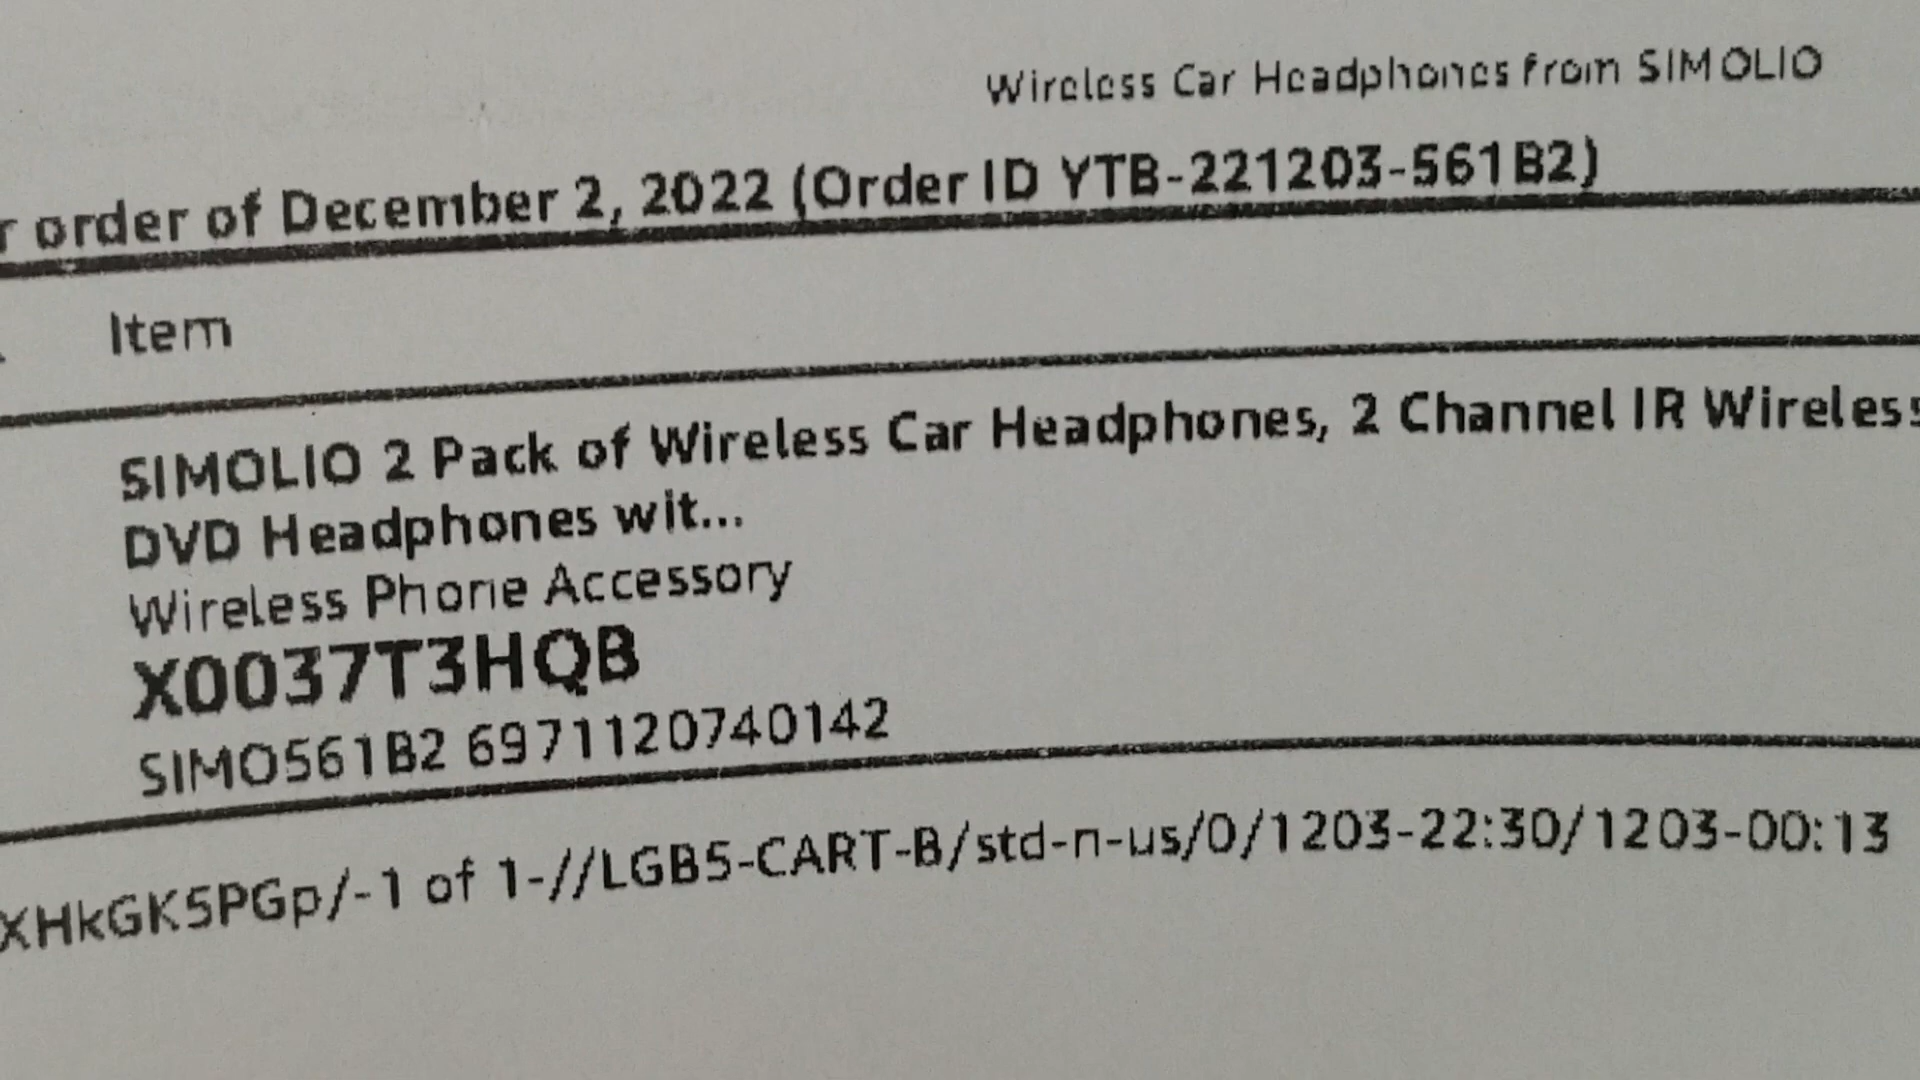 Wireless Car Headphones from SIMOLIO
r order of December 2, 2022 (Order ID YTB-221203-561B2)
Item
SIMOLIO 2 Pack of Wireless Car Headphones, 2 Channel IR Wireless
DVD Headphones wit...
Wireless Phone Accessory
X0037T3HQB
SIMO561B2 6971120740142
XHkGK5PGp/-1 of 1-//LGB5-CART-B/std-n-us/0/1203-22:30/1203-00:13